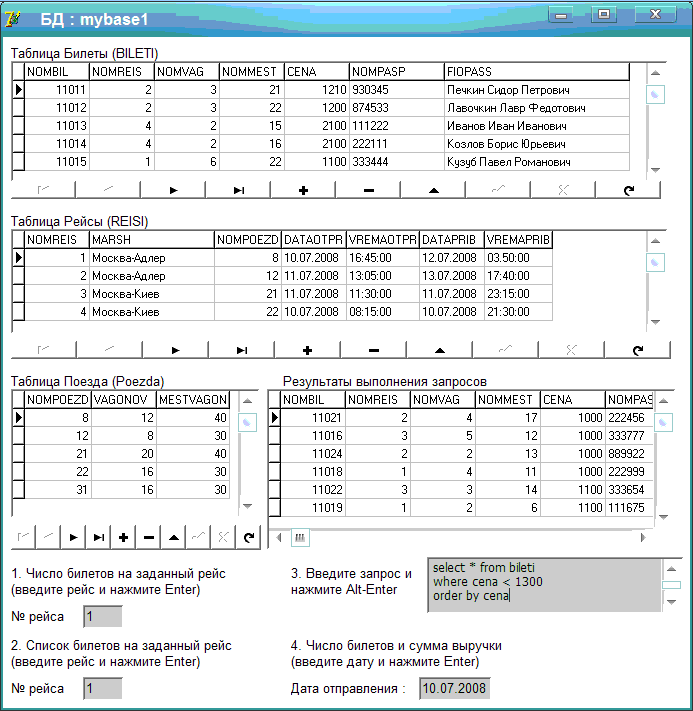 БД : mybase1
Таблица Билеты (BILETI)
NOMBIL NOMREIS NOMVAG NOMMEST CENA NOMPASP FIOPASS
11011 2 3 21 1210 930345 Печкин Сидор Петрович
11012 2 3 22 1200 874533 Лавочкин Лавр Федотович
11013 4 2 15 2100 111222 Иванов Иван Иванович
11014 4 2 16 2100 222111 Козлов Борис Юрьевич
11015 1 6 22 1100 333444 Кузуб Павел Романович
Таблица Рейсы (REISI)
NOMREIS MARSH NOMPOEZD DATAOTPR VREMAOTPR DATAPRIB VREMAPRIB
1 Москва-Адлер 8 10.07.2008 16:45:00 12.07.2008 03.50:00
2 Москва-Адлер 12 11.07.2008 13:05:00 13.07.2008 17:40:00
3 Москва-Киев 21 11.07.2008 11:30:00 11.07.2008 23:15:00
4 Москва-Киев 22 10.07.2008 08:15:00 10.07.2008 21:30:00
Таблица Поезда (Poezda)
NOMPOEZD VAGONOV MESTVAGON
8 12 40
12 8 30
21 20 40
22 16 30
31 16 30
Результаты выполнения запросов
NOMBIL NOMREIS NOMVAG NOMMEST CENA NOMPAS
11021 2 4 17 1000 222456
11016 3 5 12 1000 333777
11024 2 2 13 1000 889922
11018 1 4 11 1000 222999
11022 3 3 14 1100 333654
11019 1 2 6 1100 111675
1. Число билетов на заданный рейс
(введите рейс и нажмите Enter)
№ рейса 1
2. Список билетов на заданный рейс
(введите рейс и нажмите Enter)
№ рейса 1
3. Введите запрос и
нажмите Alt-Enter
select * from bileti
where cena < 1300
order by cena
4. Число билетов и сумма выручки
(введите дату и нажмите Enter)
Дата отправления : 10.07.2008